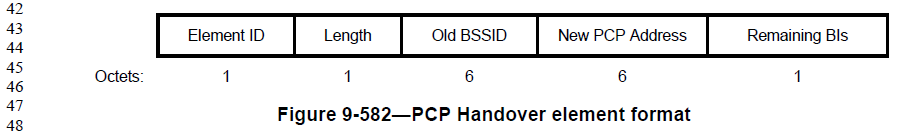 42
43 Element ID Length Old BSSID New PCP Address Remaining BIs
44
45 Octets: 1 1 6 6 1
46
47 Figure 9-582—PCP Handover element format
48